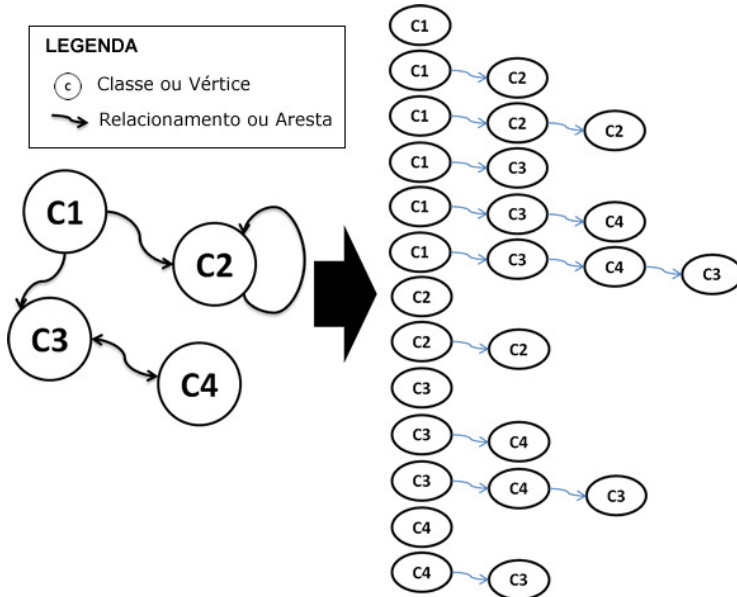 LEGENDA
c Classe ou Vértice
Relacionamento ou Aresta
C1
C2
C3
C4
C1
C1 C2
C1 C2 C2
C1 C3
C1 C3 C4
C1 C3 C4 C3
C2
C2 C2
C3
C3 C4
C3 C4 C3
C4
C4 C3